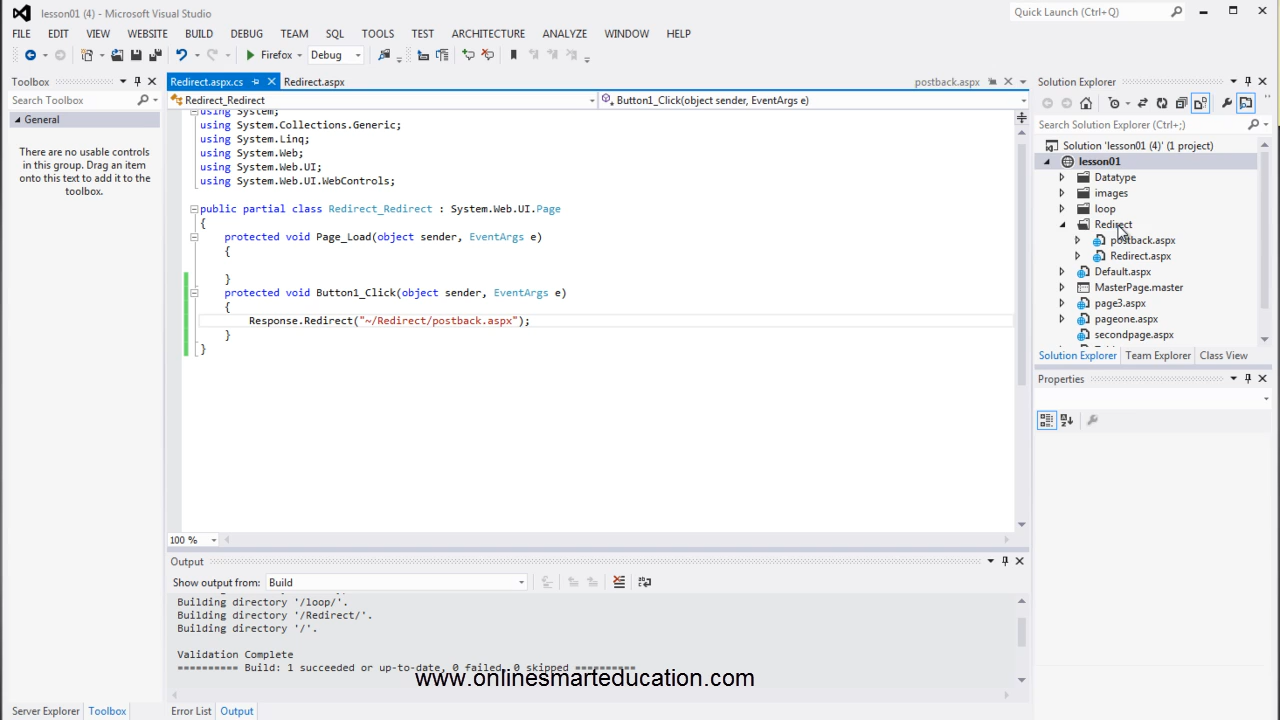 lesson01 (4) - Microsoft Visual Studio
Quick Launch (Ctrl+Q)
FILE EDIT VIEW WEBSITE BUILD DEBUG TEAM SQL TOOLS TEST ARCHITECTURE ANALYZE WINDOW HELP
Firefox Debug
Toolbox
Search Toolbox
General
There are no usable controls
in this group. Drag an item
onto this text to add it to the
toolbox.
Redirect.aspx.cs Redirect.aspx postback.aspx
Redirect_Redirect Button1_Click(object sender, EventArgs e)
using System;
using System.Collections.Generic;
using System.Linq;
using System.Web;
using System.Web.UI;
using System.Web.UI.WebControls;
public partial class Redirect_Redirect : System.Web.UI.Page
{
protected void Page_Load(object sender, EventArgs e)
{
}
protected void Button1_Click(object sender, EventArgs e)
{
Response.Redirect("~/Redirect/postback.aspx");
}
}
100 %
Output
Show output from: Build
Building directory '/loop/'.
Building directory '/Redirect/'.
Building directory '/'.
Validation Complete
========== Build: 1 succeeded or up-to-date, 0 failed, 0 skipped ==========
www.onlinesmarteducation.com
Solution Explorer
Search Solution Explorer (Ctrl+;)
Solution 'lesson01 (4)' (1 project)
lesson01
Datatype
images
loop
Redirect
postback.aspx
Redirect.aspx
Default.aspx
MasterPage.master
page3.aspx
pageone.aspx
secondpage.aspx
Solution Explorer Team Explorer Class View
Properties
Server Explorer Toolbox Error List Output